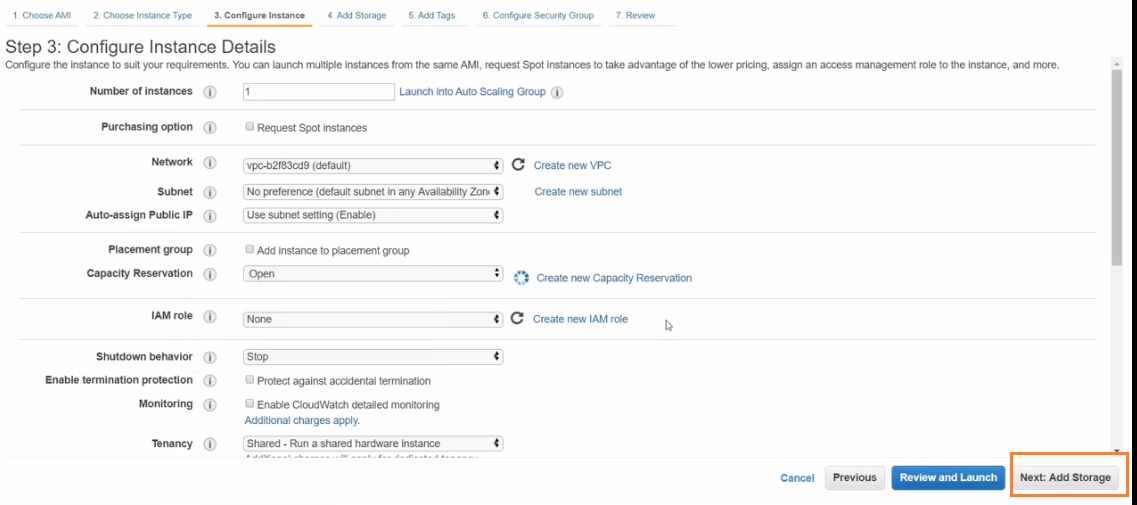 1. Choose AMI 2. Choose Instance Type 3. Configure Instance 4. Add Storage 5. Add Tags 6. Configure Security Group 7. Review
Step 3: Configure Instance Details
Configure the instance to suit your requirements. You can launch multiple instances from the same AMI, request Spot instances to take advantage of the lower pricing, assign an access management role to the instance, and more.
Number of instances i 1 Launch into Auto Scaling Group i
Purchasing option i Request Spot instances
Network i vpc-b2f83cd9 (default) Create new VPC
Subnet i No preference (default subnet in any Availability Zon Create new subnet
Auto-assign Public IP i Use subnet setting (Enable)
Placement group i Add instance to placement group
Capacity Reservation i Open Create new Capacity Reservation
IAM role i None Create new IAM role
Shutdown behavior i Stop
Enable termination protection i Protect against accidental termination
Monitoring i Enable CloudWatch detailed monitoring
Additional charges apply.
Tenancy i Shared - Run a shared hardware instance
Additional charges will apply for dedicated tenancy.
Cancel Previous Review and Launch Next: Add Storage